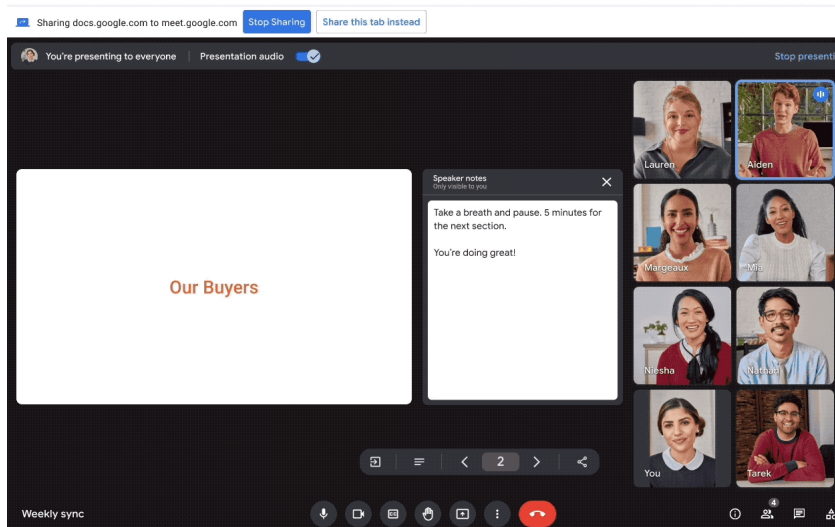 Sharing docs.google.com to meet.google.com Stop Sharing Share this tab instead
You're presenting to everyone Presentation audio Stop presenti
Lauren Aiden
Speaker notes
Only visible to you
Take a breath and pause. 5 minutes for
the next section.
You're doing great!
Our Buyers
Margeaux Mia
Niesha Nathan
You Tarek
2
Weekly sync
4